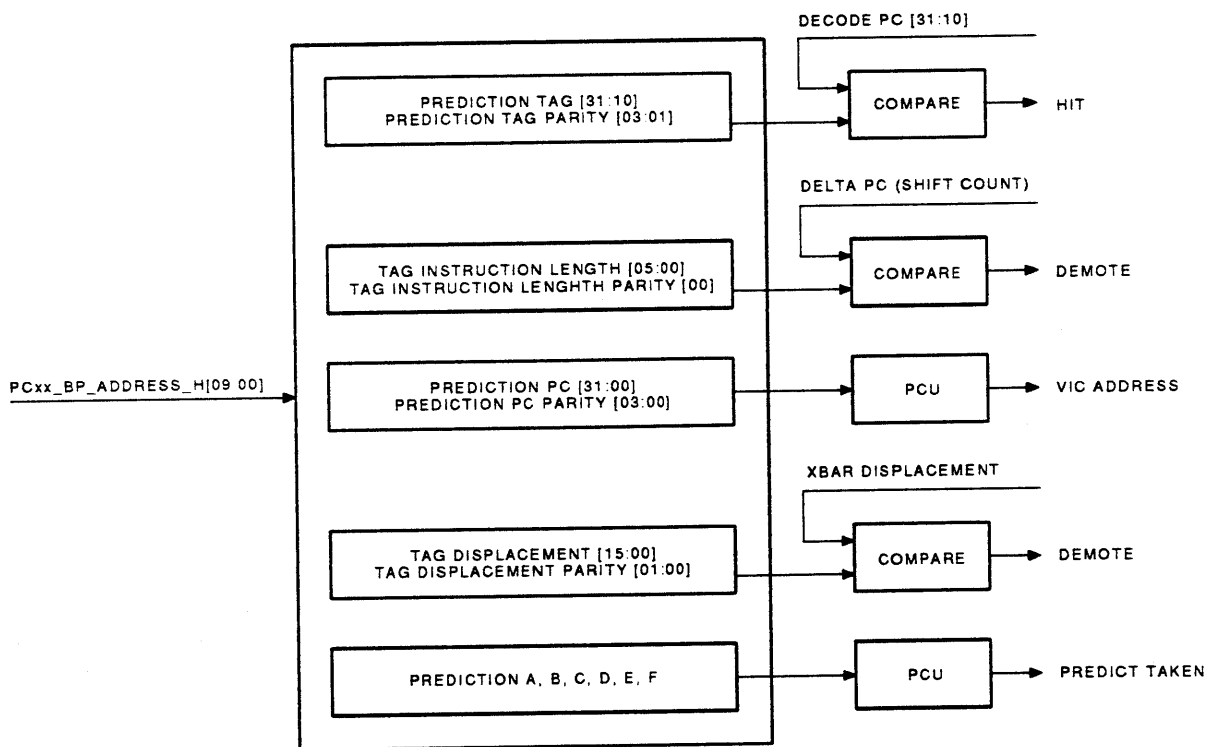 DECODE PC [31:10]
PREDICTION TAG [31:10]
PREDICTION TAG PARITY [03:01]
COMPARE
HIT
DELTA PC (SHIFT COUNT)
TAG INSTRUCTION LENGTH [05:00]
TAG INSTRUCTION LENGHTH PARITY [00]
COMPARE
DEMOTE
PCxx_BP_ADDRESS_H[09 00]
PREDICTION PC [31:00]
PREDICTION PC PARITY [03:00]
PCU
VIC ADDRESS
XBAR DISPLACEMENT
TAG DISPLACEMENT [15:00]
TAG DISPLACEMENT PARITY [01:00]
COMPARE
DEMOTE
PREDICTION A, B, C, D, E, F
PCU
PREDICT TAKEN